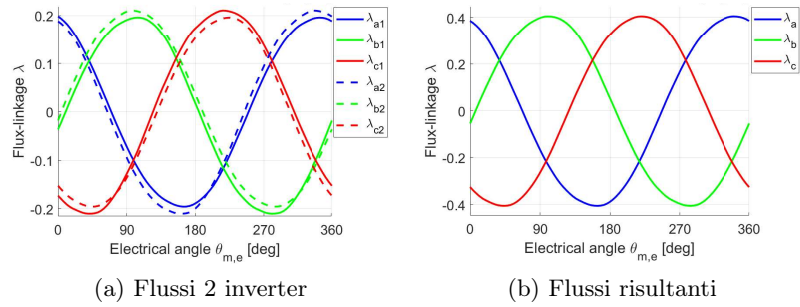 0.2
0.1
0
-0.1
-0.2
Flux-linkage λ
0 90 180 270 360
Electrical angle θm,e [deg]
λa1
λb1
λc1
λa2
λb2
λc2
(a) Flussi 2 inverter
0.4
0.2
0
-0.2
-0.4
Flux-linkage λ
0 90 180 270 360
Electrical angle θm,e [deg]
λa
λb
λc
(b) Flussi risultanti